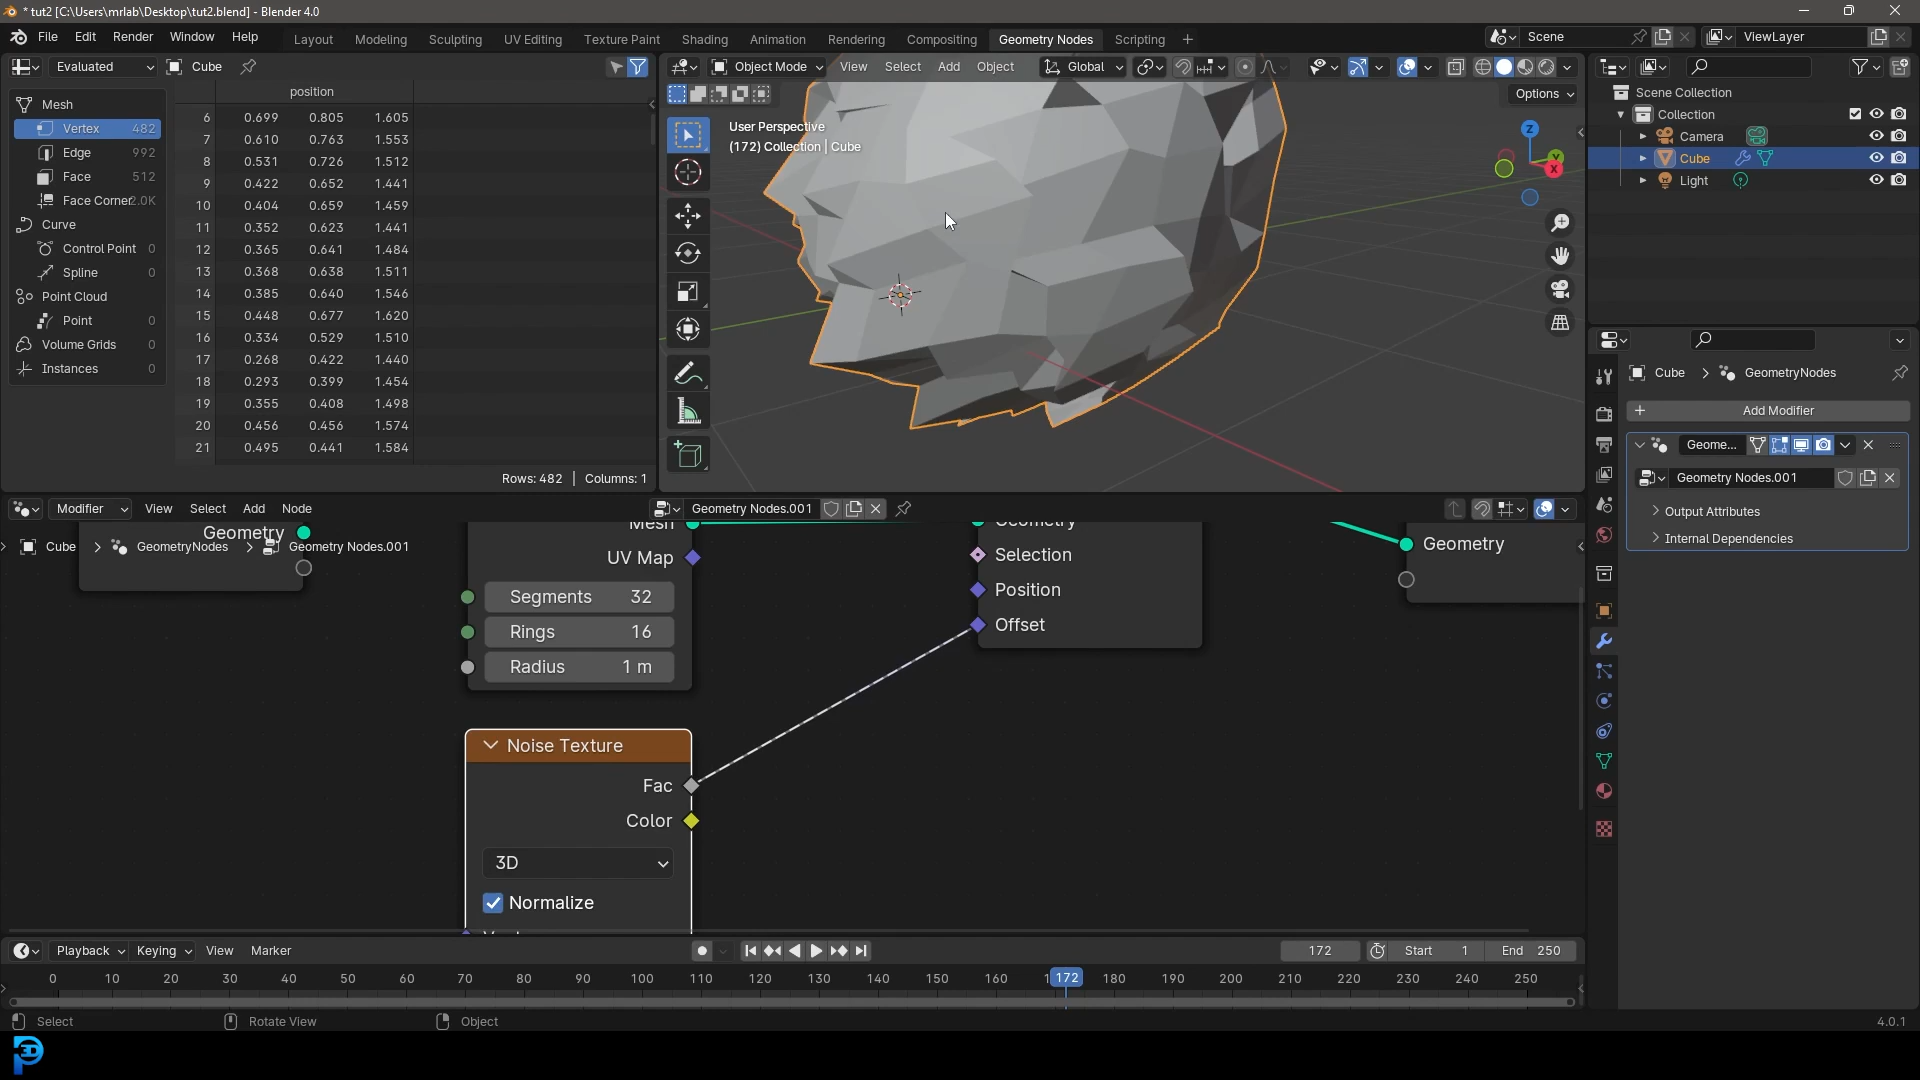 * tut2 [C:\Users\mrlab\Desktop\tut2.blend] - Blender 4.0
File Edit Render Window Help Layout Modeling Sculpting UV Editing Texture Paint Shading Animation Rendering Compositing Geometry Nodes Scripting + Scene ViewLayer
Evaluated Cube
position
Mesh
Vertex 482
Edge 992
Face 512
Face Corner 2.0K
Curve
Control Point 0
Spline 0
Point Cloud
Point 0
Volume Grids 0
Instances 0
6 0.699 0.805 1.605
7 0.610 0.763 1.553
8 0.531 0.726 1.512
9 0.422 0.652 1.441
10 0.404 0.659 1.459
11 0.352 0.623 1.441
12 0.365 0.641 1.484
13 0.368 0.638 1.511
14 0.385 0.640 1.546
15 0.448 0.677 1.620
16 0.334 0.529 1.510
17 0.268 0.422 1.440
18 0.293 0.399 1.454
19 0.355 0.408 1.498
20 0.456 0.456 1.574
21 0.495 0.441 1.584
Rows: 482 | Columns: 1
Object Mode View Select Add Object Global
Options
User Perspective
(172) Collection | Cube
Z
Y
X
Scene Collection
Collection
Camera
Cube
Light
Cube GeometryNodes
+ Add Modifier
Geome...
Geometry Nodes.001
Output Attributes
Internal Dependencies
Modifier View Select Add Node Geometry Nodes.001
Geometry
Cube GeometryNodes Geometry Nodes.001
Mesh
UV Map
Segments 32
Rings 16
Radius 1 m
Geometry
Selection
Position
Offset
Geometry
Noise Texture
Fac
Color
3D
Normalize
Playback Keying View Marker 172 Start 1 End 250
0 10 20 30 40 50 60 70 80 90 100 110 120 130 140 150 160 172 180 190 200 210 220 230 240 250
Select Rotate View Object 4.0.1